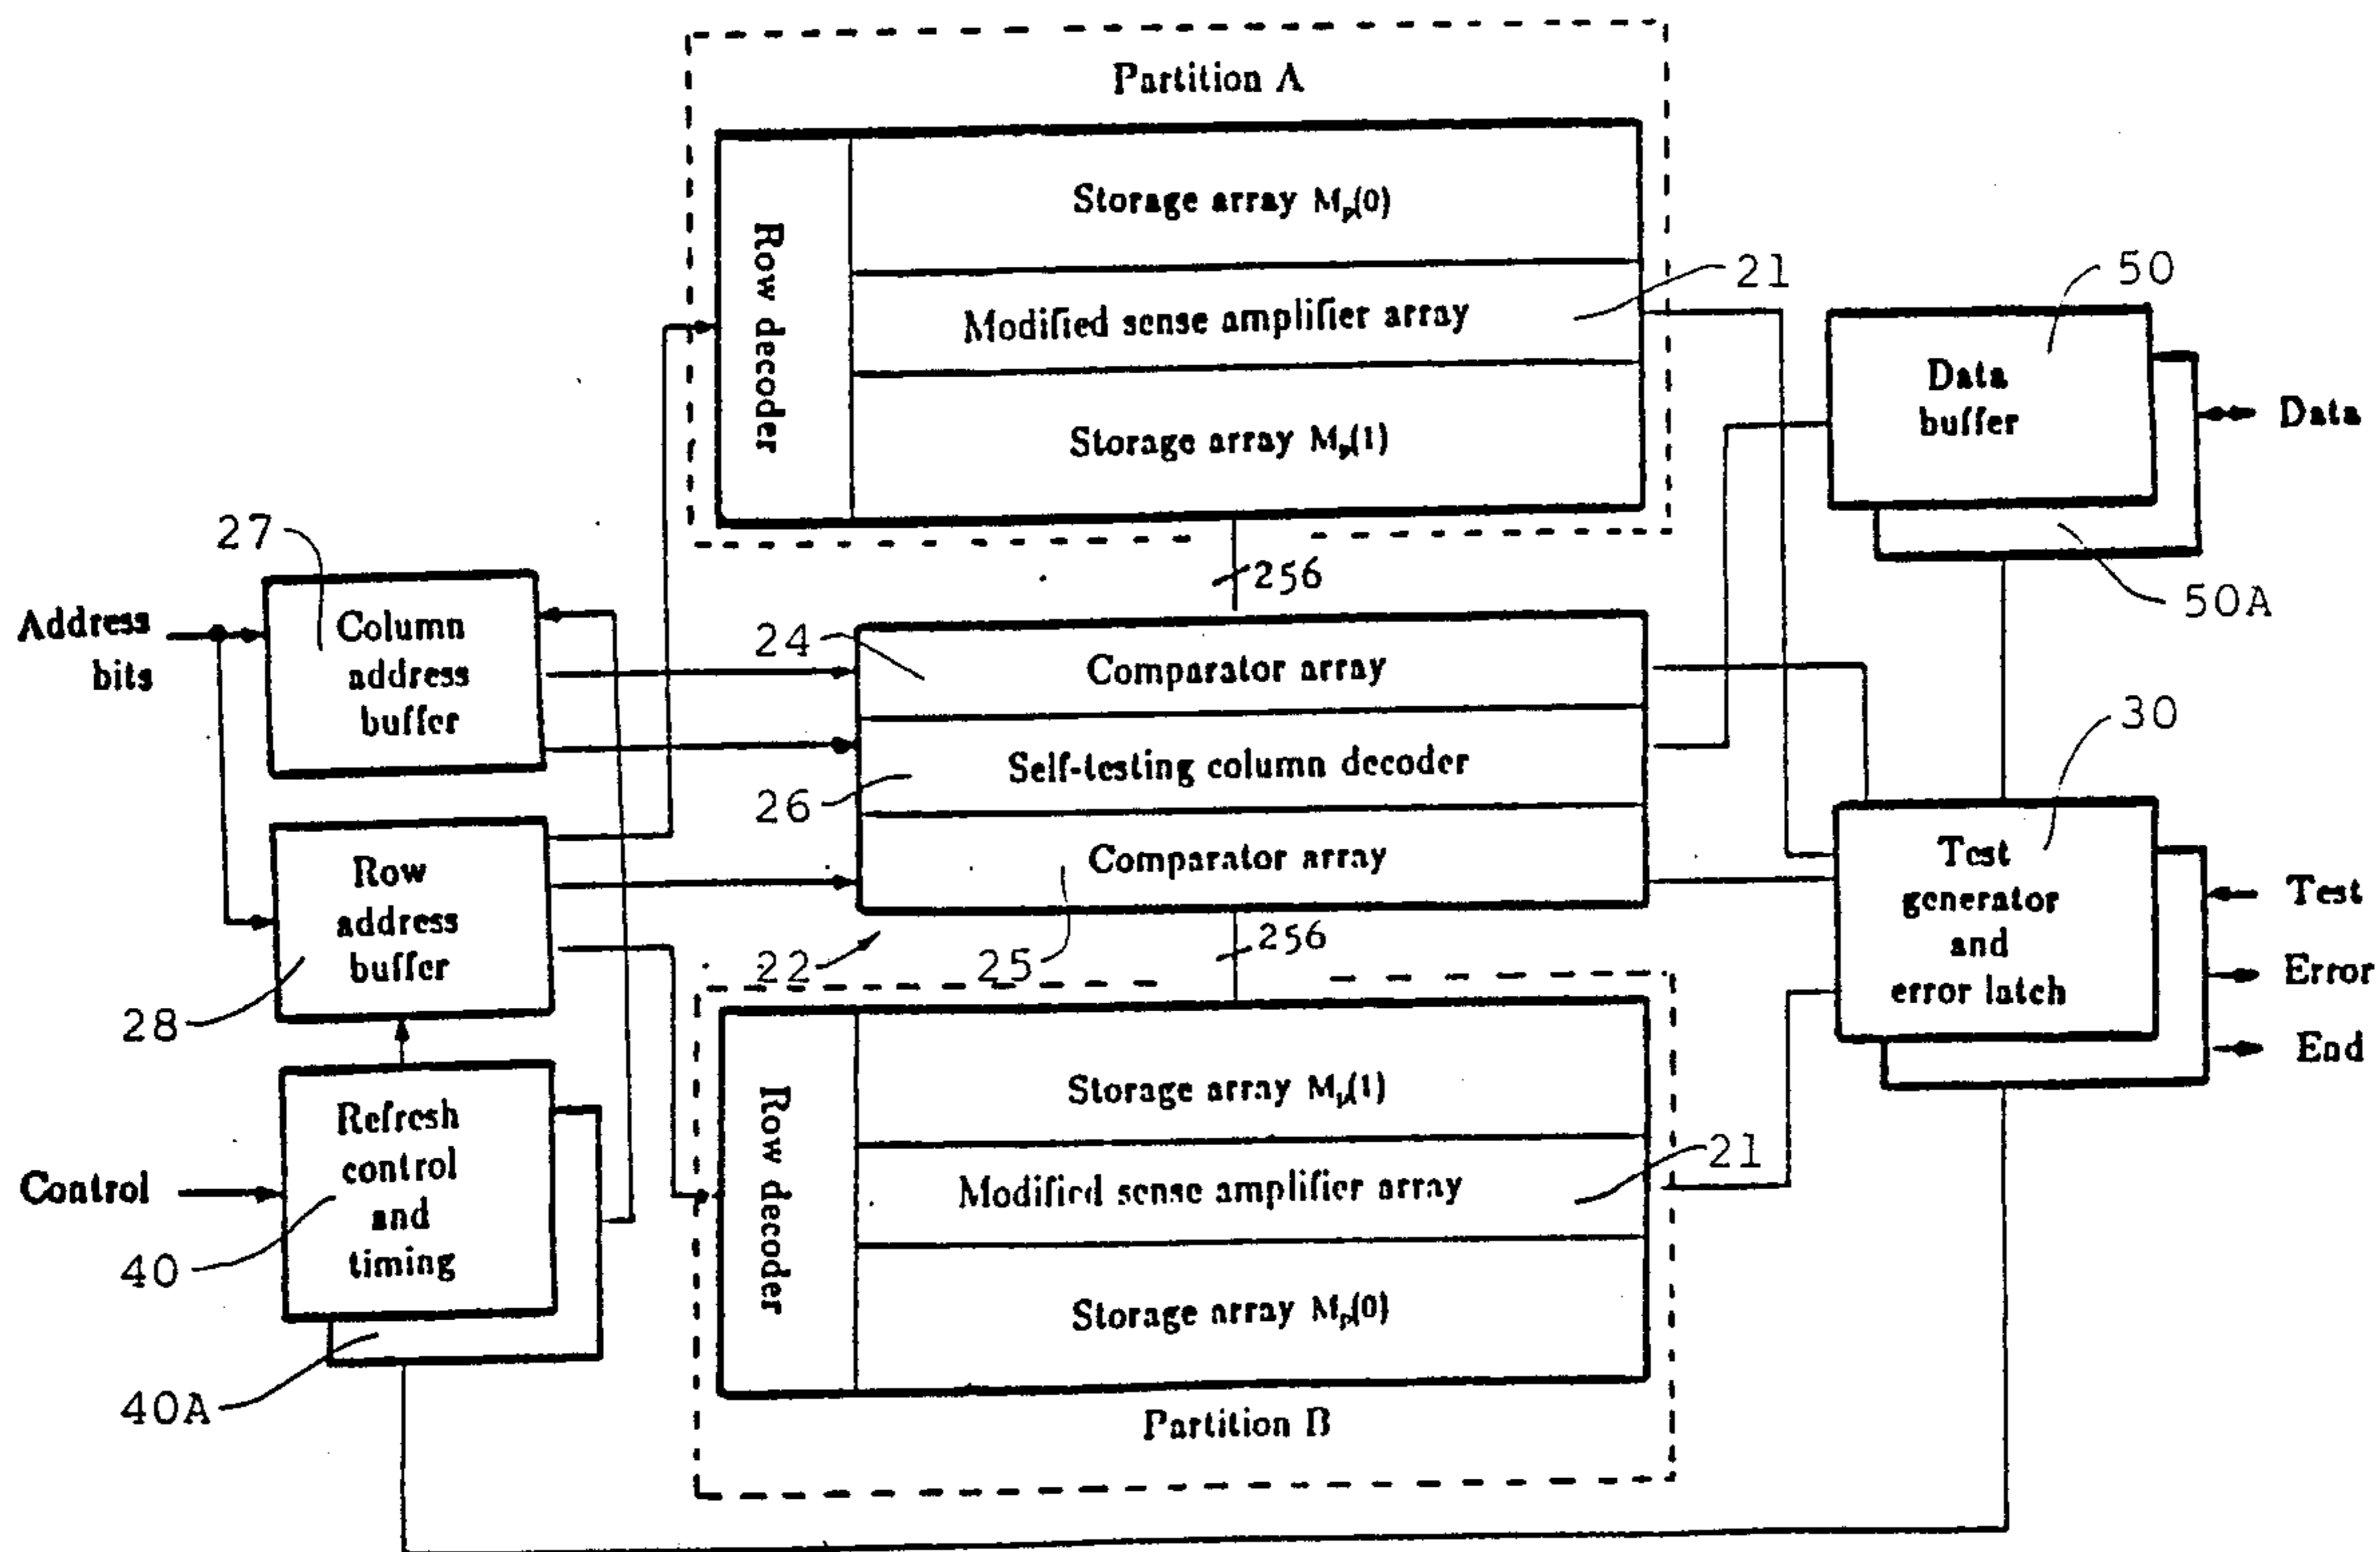 Partition A
Row decoder
Storage array Mp(0)
Modified sense amplifier array
21
Storage array Mp(1)
256
50
Data
buffer
Data
50A
27
Address
bits
Column
address
buffer
24
Comparator array
Self-testing column decoder
26
Comparator array
22
25
256
Row
address
buffer
28
30
Test
generator
and
error latch
Test
Error
End
Control
Refresh
control
and
timing
40
40A
Row decoder
Storage array Mp(1)
Modified sense amplifier array
21
Storage array Mp(0)
Partition B